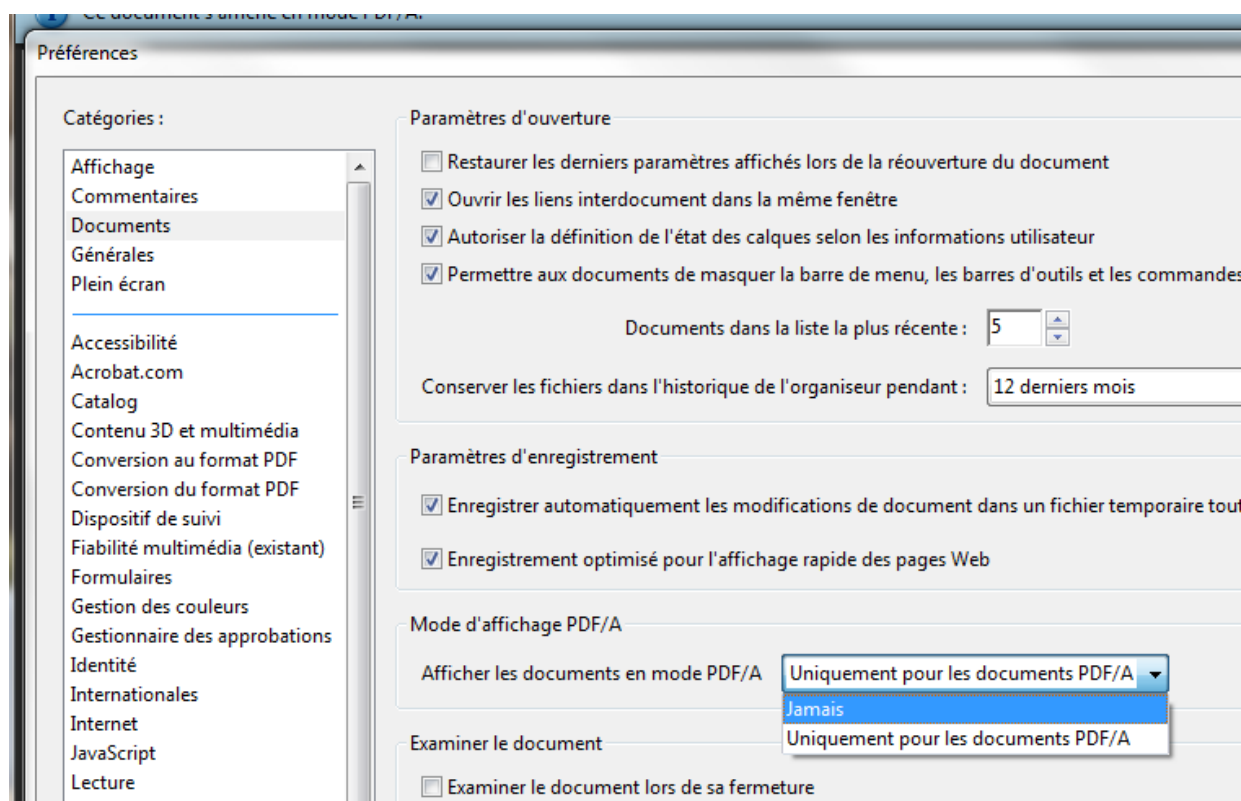 Ce document s'affiche en mode PDF/A.
Préférences
Catégories :
Affichage
Commentaires
Documents
Générales
Plein écran
Accessibilité
Acrobat.com
Catalog
Contenu 3D et multimédia
Conversion au format PDF
Conversion du format PDF
Dispositif de suivi
Fiabilité multimédia (existant)
Formulaires
Gestion des couleurs
Gestionnaire des approbations
Identité
Internationales
Internet
JavaScript
Lecture
Paramètres d'ouverture
Restaurer les derniers paramètres affichés lors de la réouverture du document
Ouvrir les liens interdocument dans la même fenêtre
Autoriser la définition de l'état des calques selon les informations utilisateur
Permettre aux documents de masquer la barre de menu, les barres d'outils et les commandes
Documents dans la liste la plus récente : 5
Conserver les fichiers dans l'historique de l'organiseur pendant : 12 derniers mois
Paramètres d'enregistrement
Enregistrer automatiquement les modifications de document dans un fichier temporaire tout
Enregistrement optimisé pour l'affichage rapide des pages Web
Mode d'affichage PDF/A
Afficher les documents en mode PDF/A Uniquement pour les documents PDF/A
Jamais
Uniquement pour les documents PDF/A
Examiner le document
Examiner le document lors de sa fermeture